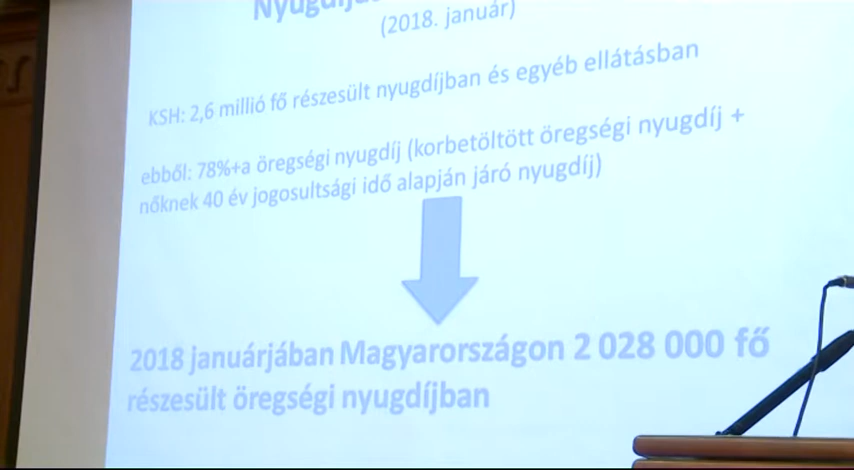 (2018. január)
KSH: 2,6 millió fő részesült nyugdíjban és egyéb ellátásban
ebből: 78%+a öregségi nyugdíj (korbetöltött öregségi nyugdíj +
nőknek 40 év jogosultsági idő alapján járó nyugdíj)
2018 januárjában Magyarországon 2 028 000 fő
részesült öregségi nyugdíjban